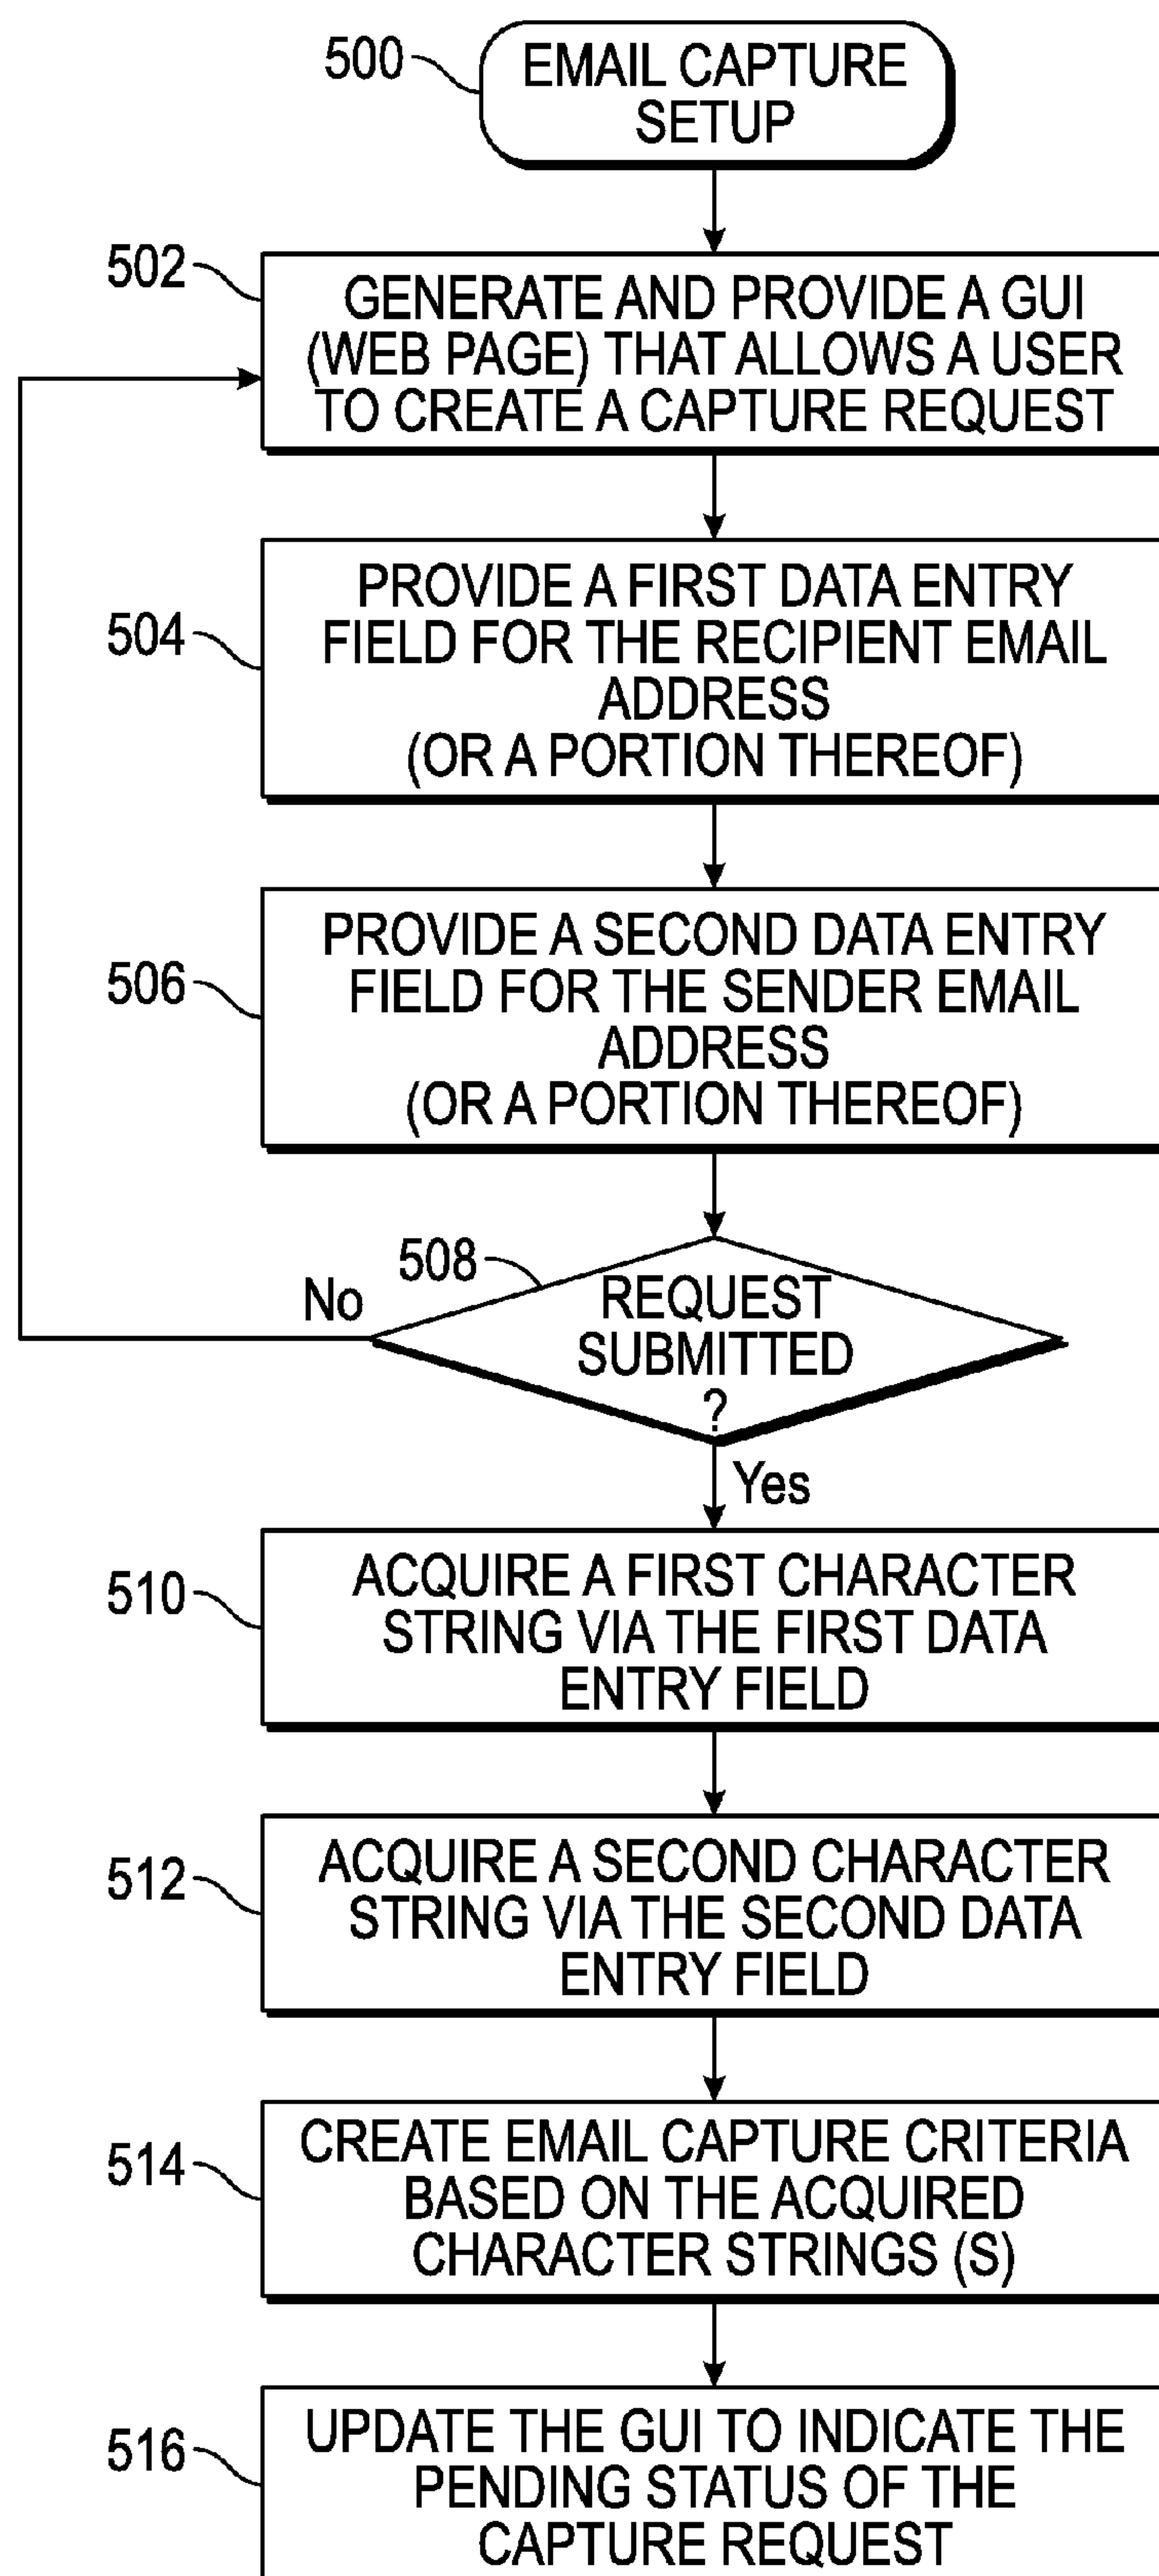 500
EMAIL CAPTURE
SETUP
502
GENERATE AND PROVIDE A GUI
(WEB PAGE) THAT ALLOWS A USER
TO CREATE A CAPTURE REQUEST
504
PROVIDE A FIRST DATA ENTRY
FIELD FOR THE RECIPIENT EMAIL
ADDRESS
(OR A PORTION THEREOF)
506
PROVIDE A SECOND DATA ENTRY
FIELD FOR THE SENDER EMAIL
ADDRESS
(OR A PORTION THEREOF)
508
No
REQUEST
SUBMITTED
?
Yes
510
ACQUIRE A FIRST CHARACTER
STRING VIA THE FIRST DATA
ENTRY FIELD
512
ACQUIRE A SECOND CHARACTER
STRING VIA THE SECOND DATA
ENTRY FIELD
514
CREATE EMAIL CAPTURE CRITERIA
BASED ON THE ACQUIRED
CHARACTER STRINGS (S)
516
UPDATE THE GUI TO INDICATE THE
PENDING STATUS OF THE
CAPTURE REQUEST